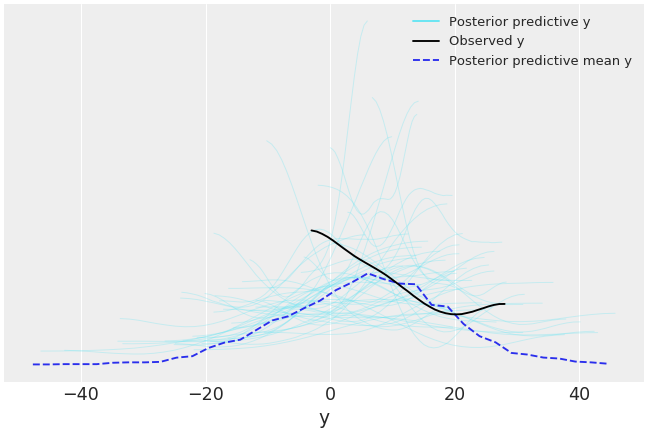 Posterior predictive y
Observed y
Posterior predictive mean y
−40 −20 0 20 40
y